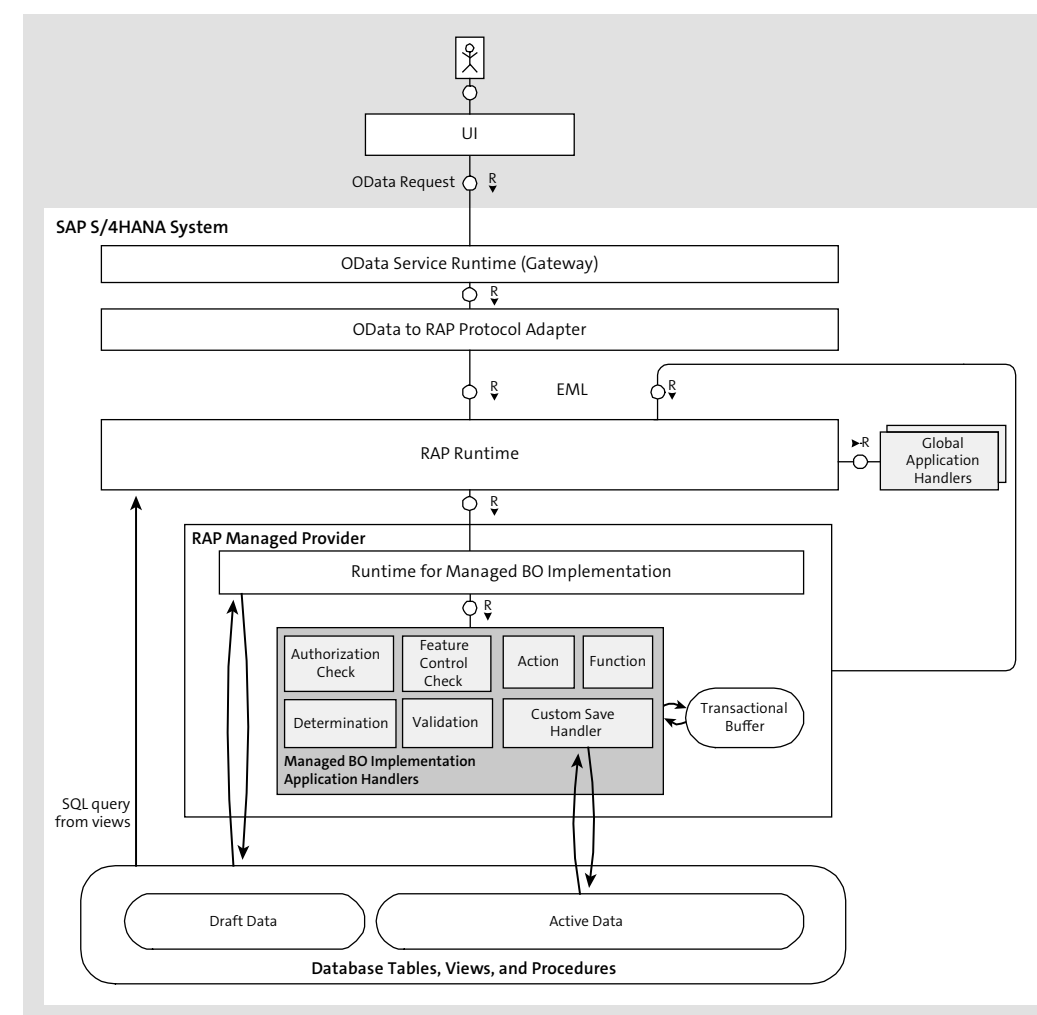 UI
OData Request
R
SAP S/4HANA System
OData Service Runtime (Gateway)
R
OData to RAP Protocol Adapter
R
EML
R
RAP Runtime
R
Global
Application
Handlers
R
RAP Managed Provider
Runtime for Managed BO Implementation
R
Authorization
Check
Feature
Control
Check
Action
Function
Determination
Validation
Custom Save
Handler
Transactional
Buffer
Managed BO Implementation
Application Handlers
SQL query
from views
Draft Data
Active Data
Database Tables, Views, and Procedures